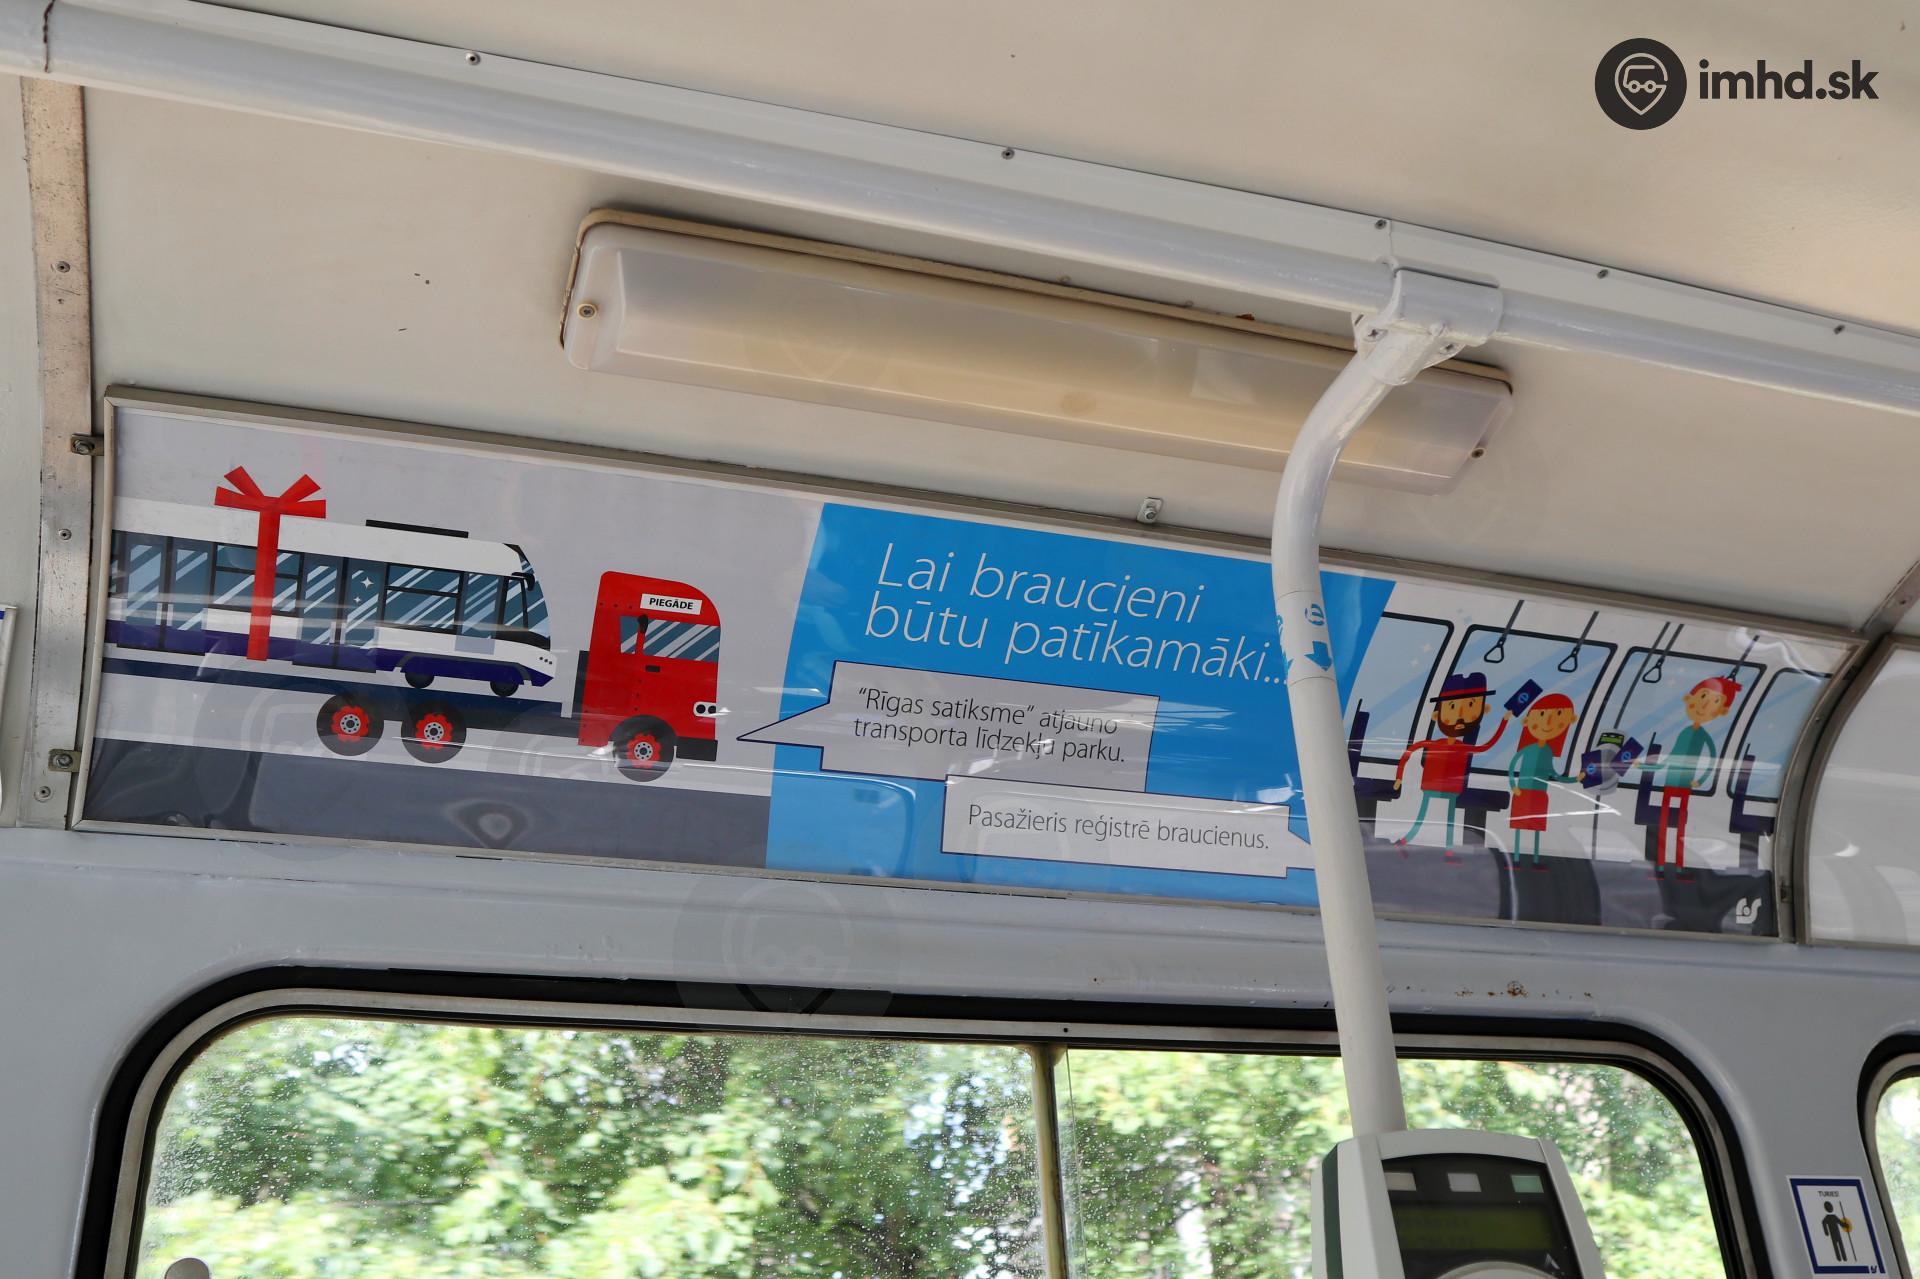 imhd.sk
PIEGĀDE
Lai braucieni
būtu patīkamāki...
“Rīgas satiksme” atjauno
transporta līdzekļu parku.
Pasažieris reģistrē braucienus.
TURIES!